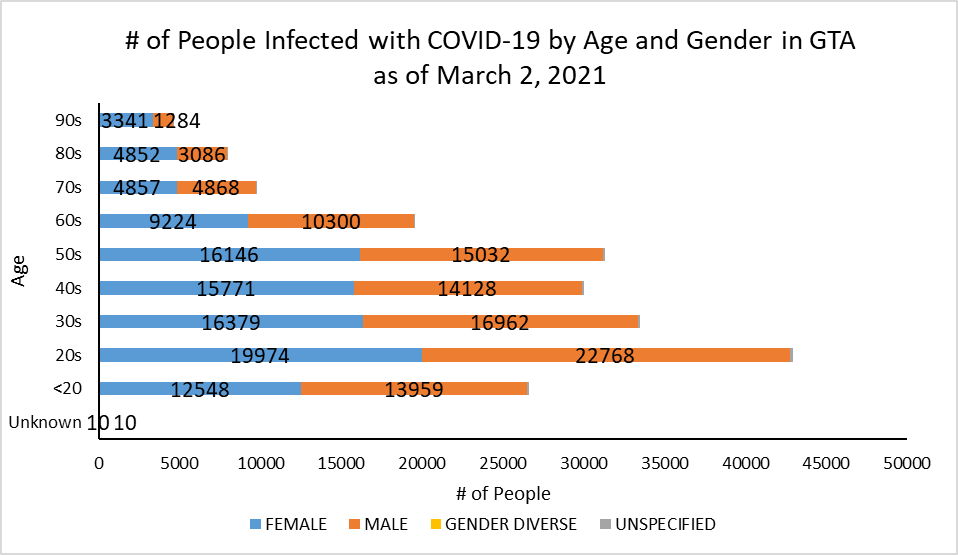 # of People Infected with COVID-19 by Age and Gender in GTA
as of March 2, 2021
Age
90s 3341 1284
80s 4852 3086
70s 4857 4868
60s 9224 10300
50s 16146 15032
40s 15771 14128
30s 16379 16962
20s 19974 22768
<20 12548 13959
Unknown 10 10
0 5000 10000 15000 20000 25000 30000 35000 40000 45000 50000
# of People
FEMALE MALE GENDER DIVERSE UNSPECIFIED